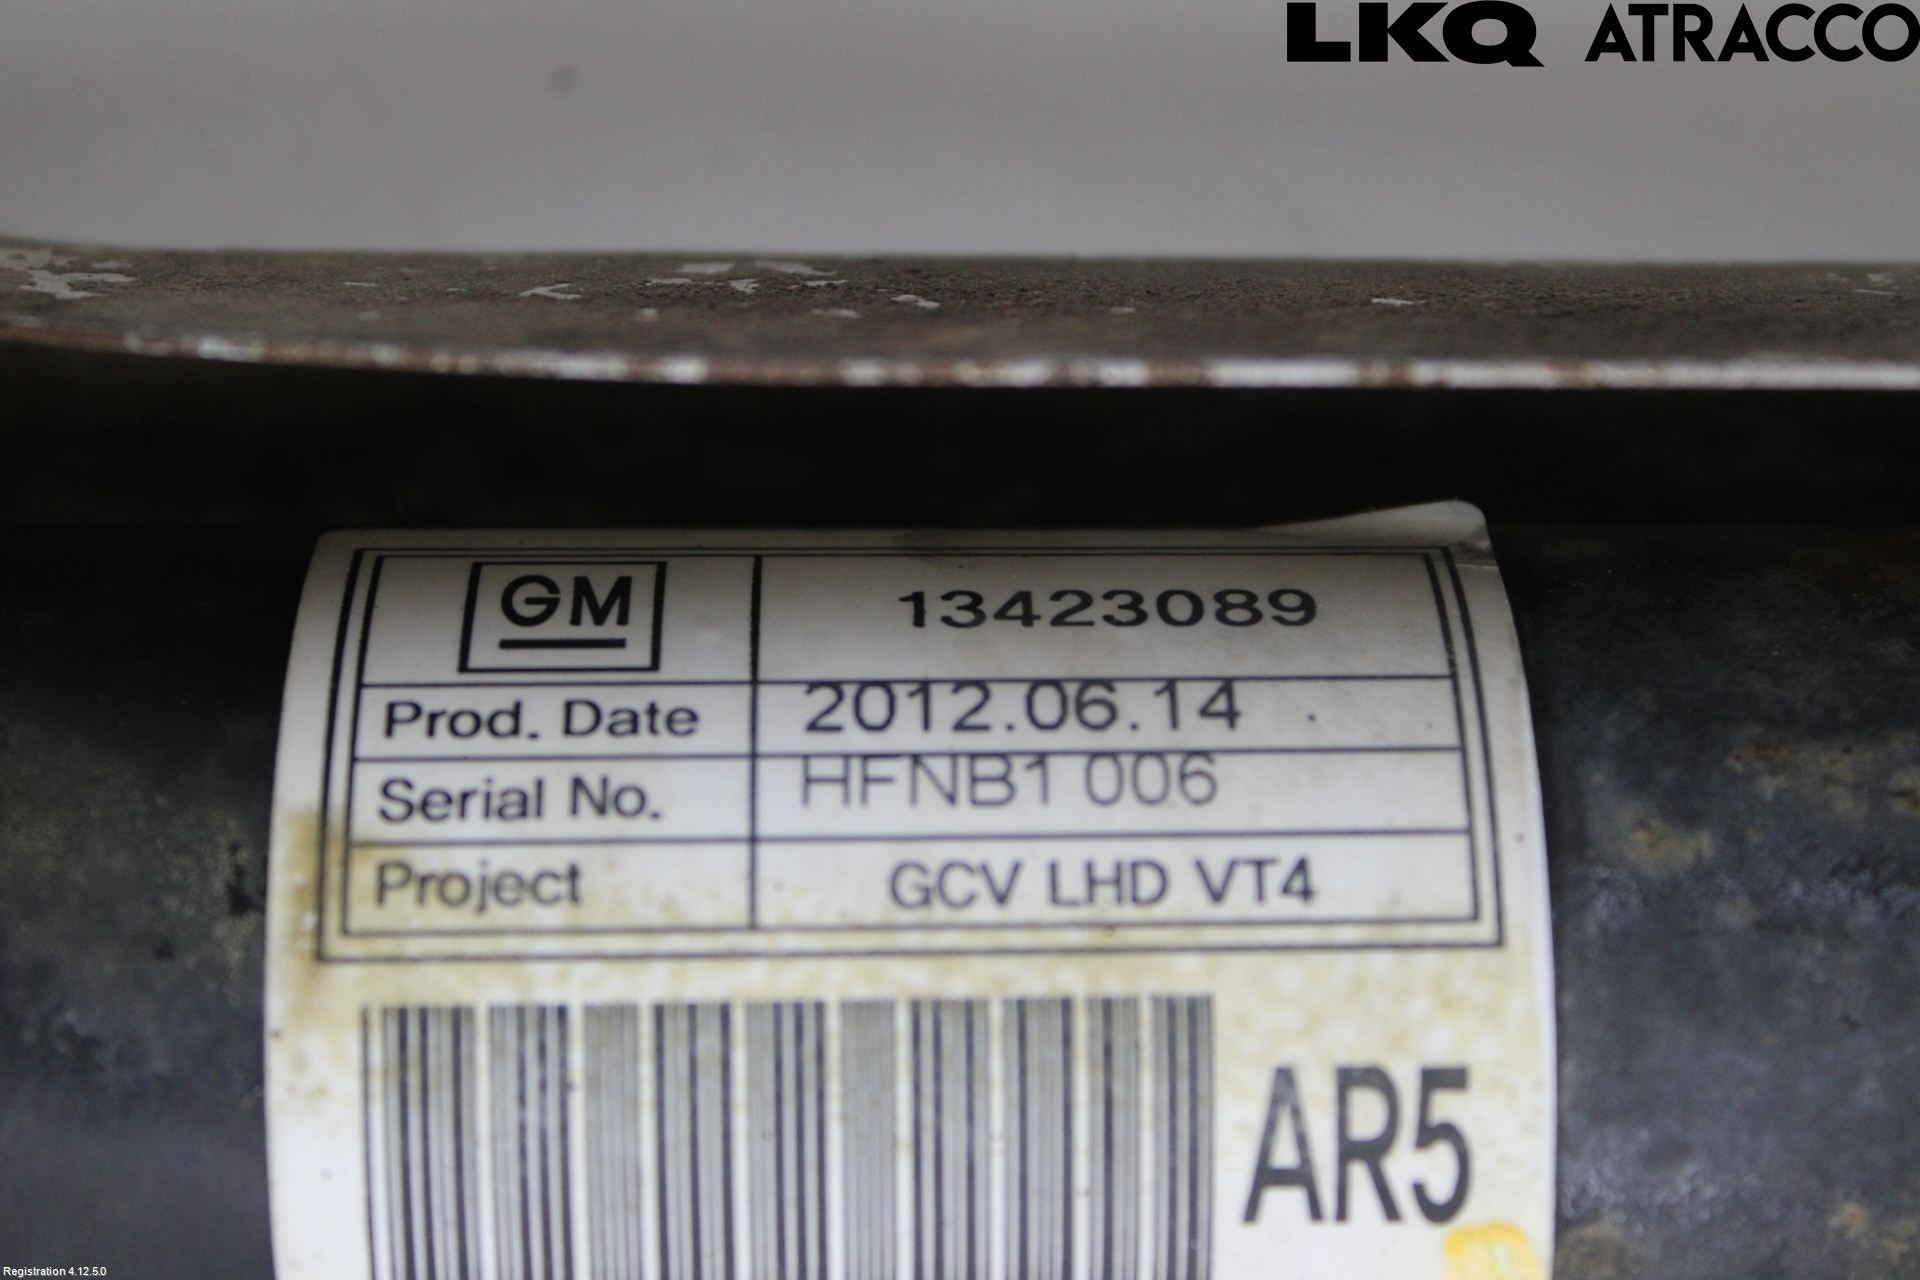 LKQ ATRACCO
GM 13423089
Prod. Date 2012.06.14
Serial No. HFNB1 006
Project GCV LHD VT4
AR5
Registration 4.12.5.0